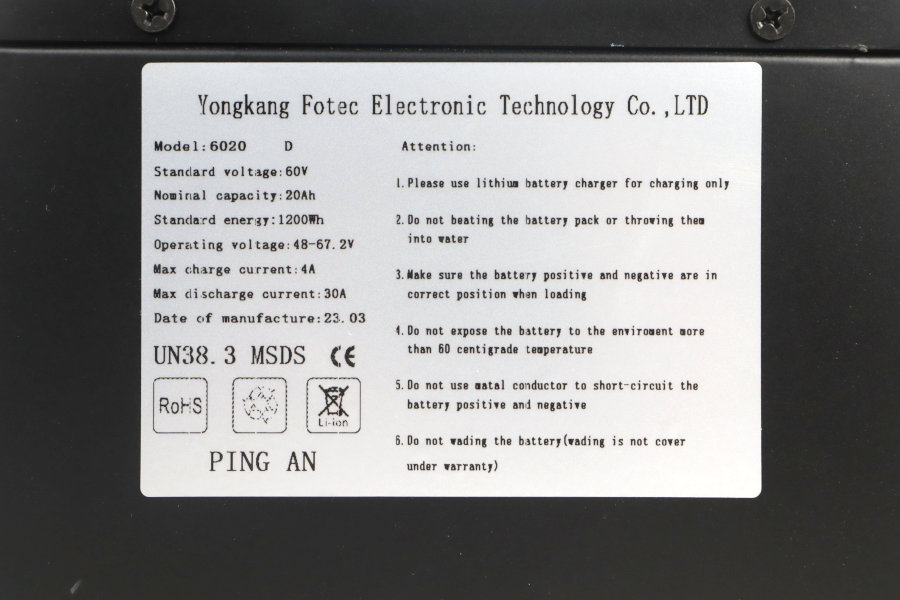 Yongkang Fotec Electronic Technology Co.,LTD
Model:6020 D
Standard voltage:60V
Nominal capacity:20Ah
Standard energy:1200Wh
Operating voltage:48-67.2V
Max charge current:4A
Max discharge current:30A
Date of manufacture:23.03
UN38.3 MSDS CE
RoHS
Li-ion
PING AN
Attention:
1.Please use lithium battery charger for charging only
2.Do not beating the battery pack or throwing them
into water
3.Make sure the battery positive and negative are in
correct position when loading
4.Do not expose the battery to the enviroment more
than 60 centigrade temperature
5.Do not use matal conductor to short-circuit the
battery positive and negative
6.Do not wading the battery(wading is not cover
under warranty)